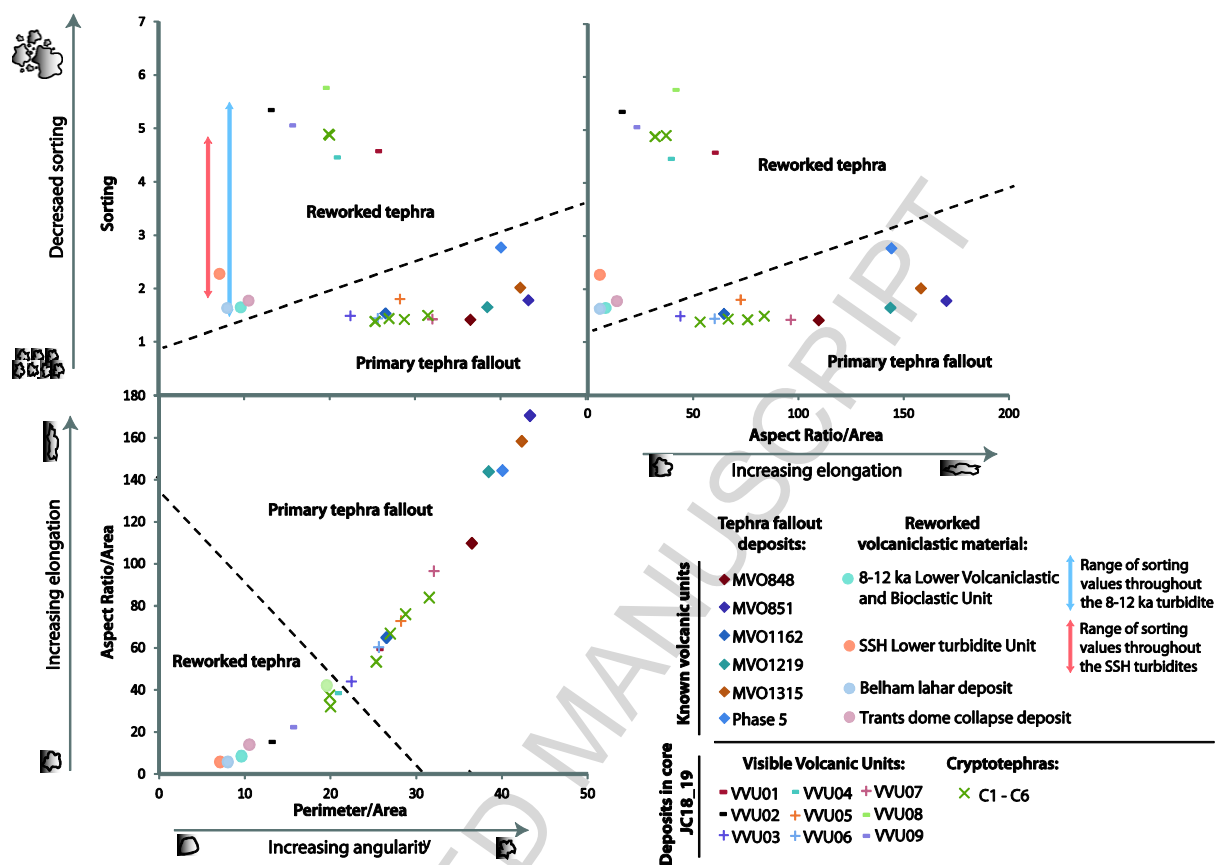 7
6
5
4
3
2
1
Decresaed sorting
Sorting
Reworked tephra
Primary tephra fallout
Reworked tephra
Primary tephra fallout
0
50
100
150
200
Aspect Ratio/Area
Increasing elongation
180
160
140
120
100
80
60
40
20
0
Increasing elongation
Aspect Ratio/Area
Primary tephra fallout
Reworked tephra
0
10
20
30
40
50
Perimeter/Area
Increasing angularity
Tephra fallout
deposits:
Reworked
volcaniclastic material:
Known volcanic units
MVO848
MVO851
MVO1162
MVO1219
MVO1315
Phase 5
8-12 ka Lower Volcaniclastic
and Bioclastic Unit
SSH Lower turbidite Unit
Belham lahar deposit
Trants dome collapse deposit
Range of sorting
values throughout
the 8-12 ka turbidite
Range of sorting
values throughout
the SSH turbidites
Deposits in core
JC18_19
Visible Volcanic Units:
VVU01
VVU04
VVU07
VVU02
VVU05
VVU08
VVU03
VVU06
VVU09
Cryptotephras:
C1 - C6
ED MANUSCRIPT